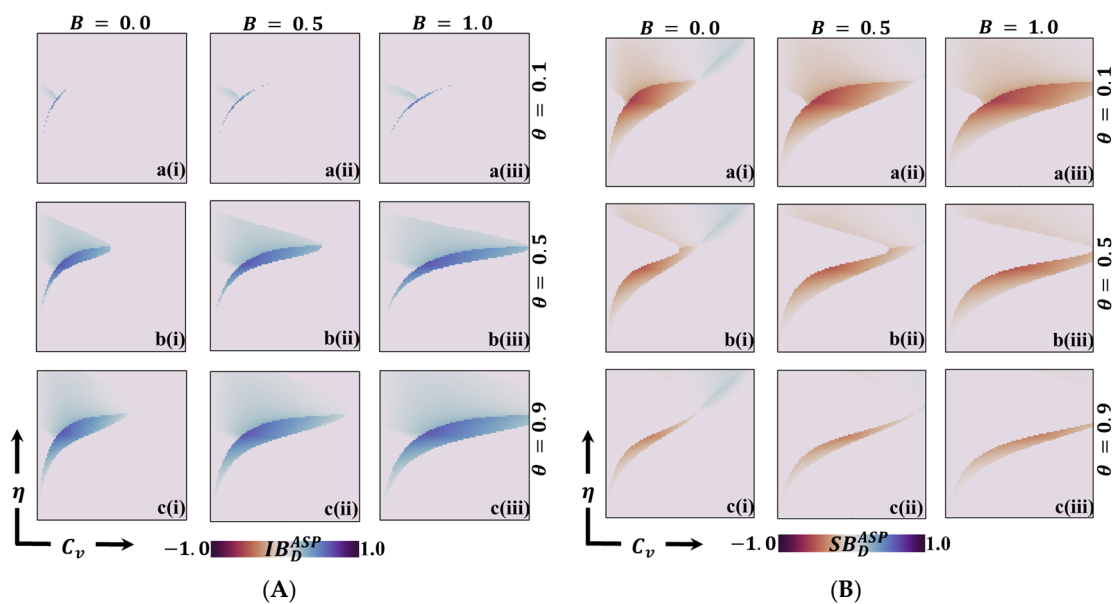 B = 0.0
B = 0.5
B = 1.0
a(i)
a(ii)
a(iii)
θ = 0.1
b(i)
b(ii)
b(iii)
θ = 0.5
c(i)
c(ii)
c(iii)
θ = 0.9
η
C_v
−1.0 IB_D^ASP 1.0
(A)
B = 0.0
B = 0.5
B = 1.0
a(i)
a(ii)
a(iii)
θ = 0.1
b(i)
b(ii)
b(iii)
θ = 0.5
c(i)
c(ii)
c(iii)
θ = 0.9
η
C_v
−1.0 SB_D^ASP 1.0
(B)